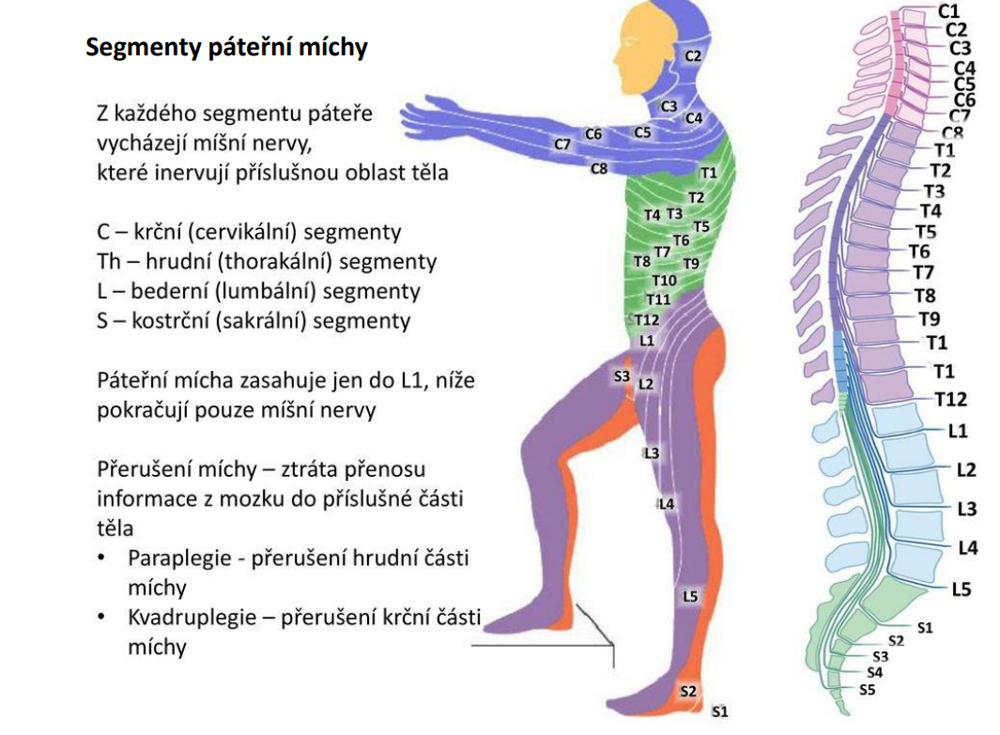 Segmenty páteřní míchy
Z každého segmentu páteře
vycházejí míšní nervy,
které inervují příslušnou oblast těla
C – krční (cervikální) segmenty
Th – hrudní (thorakální) segmenty
L – bederní (lumbální) segmenty
S – kostrční (sakrální) segmenty
Páteřní mícha zasahuje jen do L1, níže
pokračují pouze míšní nervy
Přerušení míchy – ztráta přenosu
informace z mozku do příslušné části
těla
• Paraplegie - přerušení hrudní části
míchy
• Kvadruplegie – přerušení krční části
míchy
C2
C3
C4
C5
C6
C7
C8
T1
T2
T3
T4
T5
T6
T7
T8
T9
T10
T11
T12
L1
S3
L2
L3
L4
L5
S2
S1
C1
C2
C3
C4
C5
C6
C7
C8
T1
T2
T3
T4
T5
T6
T7
T8
T9
T1
T1
T12
L1
L2
L3
L4
L5
S1
S2
S3
S4
S5